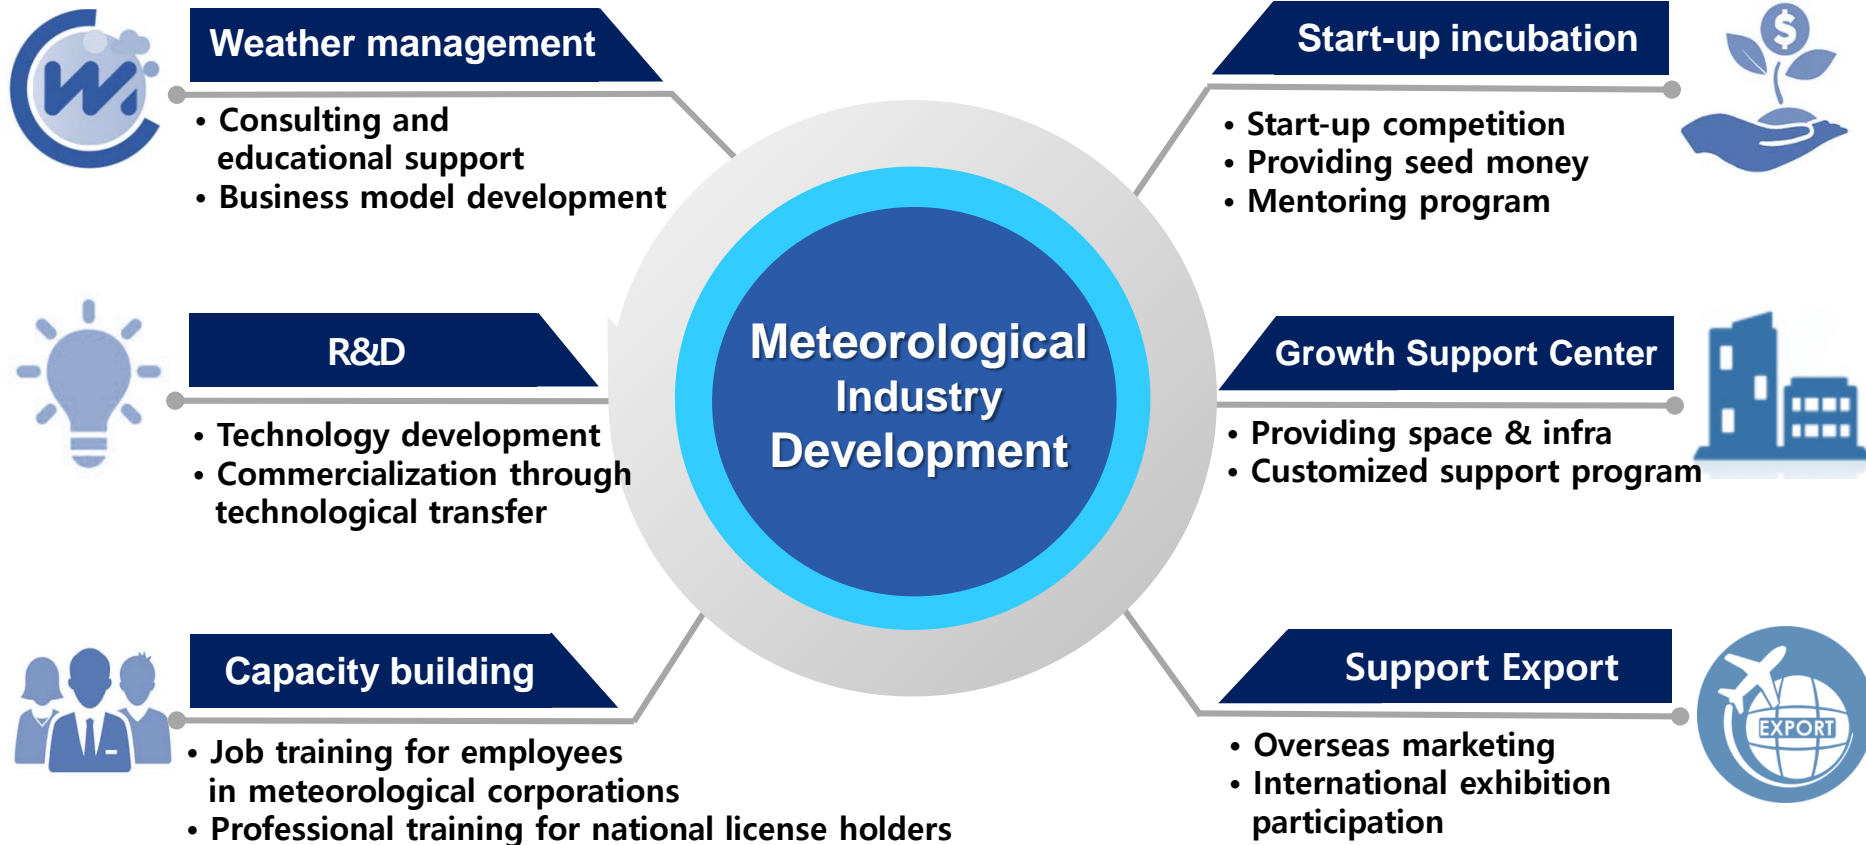 Weather management
• Consulting and
educational support
• Business model development
R&D
• Technology development
• Commercialization through
technological transfer
Capacity building
• Job training for employees
in meteorological corporations
• Professional training for national license holders
Meteorological
Industry
Development
Start-up incubation
$
• Start-up competition
• Providing seed money
• Mentoring program
Growth Support Center
• Providing space & infra
• Customized support program
Support Export
EXPORT
• Overseas marketing
• International exhibition
participation